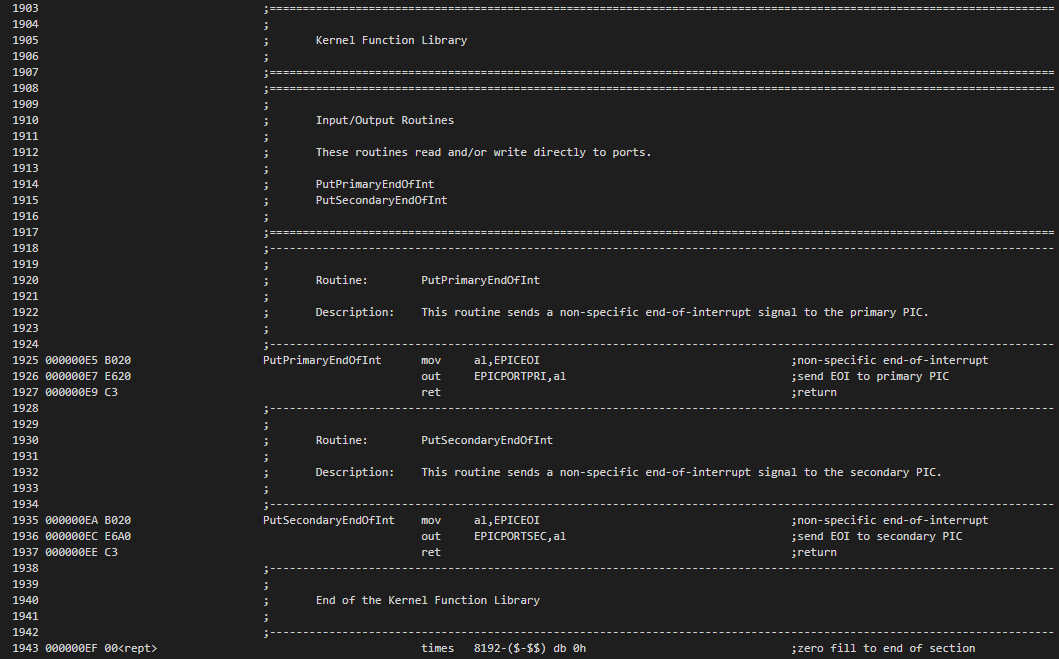 1903 ;=======================================================================================================================
1904 ;
1905 ; Kernel Function Library
1906 ;
1907 ;=======================================================================================================================
1908 ;=======================================================================================================================
1909 ;
1910 ; Input/Output Routines
1911 ;
1912 ; These routines read and/or write directly to ports.
1913 ;
1914 ; PutPrimaryEndOfInt
1915 ; PutSecondaryEndOfInt
1916 ;
1917 ;=======================================================================================================================
1918 ;-----------------------------------------------------------------------------------------------------------------------
1919 ;
1920 ; Routine: PutPrimaryEndOfInt
1921 ;
1922 ; Description: This routine sends a non-specific end-of-interrupt signal to the primary PIC.
1923 ;
1924 ;-----------------------------------------------------------------------------------------------------------------------
1925 000000E5 B020 PutPrimaryEndOfInt mov al,EPICEOI ;non-specific end-of-interrupt
1926 000000E7 E620 out EPICPORTPRI,al ;send EOI to primary PIC
1927 000000E9 C3 ret ;return
1928 ;-----------------------------------------------------------------------------------------------------------------------
1929 ;
1930 ; Routine: PutSecondaryEndOfInt
1931 ;
1932 ; Description: This routine sends a non-specific end-of-interrupt signal to the secondary PIC.
1933 ;
1934 ;-----------------------------------------------------------------------------------------------------------------------
1935 000000EA B020 PutSecondaryEndOfInt mov al,EPICEOI ;non-specific end-of-interrupt
1936 000000EC E6A0 out EPICPORTSEC,al ;send EOI to secondary PIC
1937 000000EE C3 ret ;return
1938 ;-----------------------------------------------------------------------------------------------------------------------
1939 ;
1940 ; End of the Kernel Function Library
1941 ;
1942 ;-----------------------------------------------------------------------------------------------------------------------
1943 000000EF 00<rept> times 8192-($-$$) db 0h ;zero fill to end of section